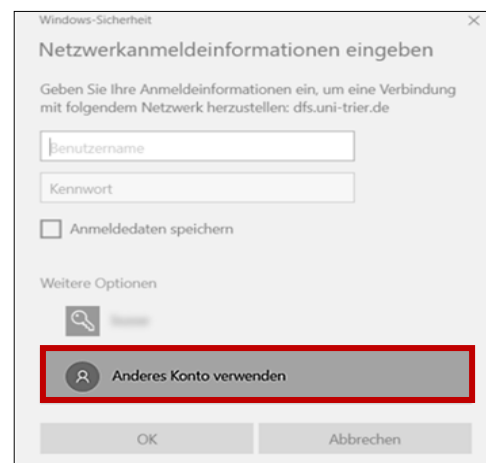 Windows-Sicherheit
Netzwerkanmeldeinformationen eingeben
Geben Sie Ihre Anmeldeinformationen ein, um eine Verbindung
mit folgendem Netzwerk herzustellen: dfs.uni-trier.de
Benutzername
Kennwort
Anmeldedaten speichern
Weitere Optionen
Anderes Konto verwenden
OK Abbrechen